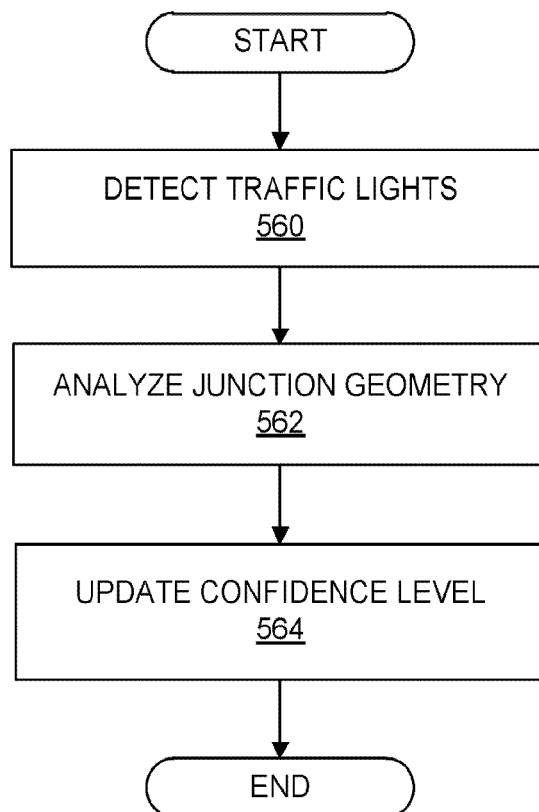 START
DETECT TRAFFIC LIGHTS
560
ANALYZE JUNCTION GEOMETRY
562
UPDATE CONFIDENCE LEVEL
564
END